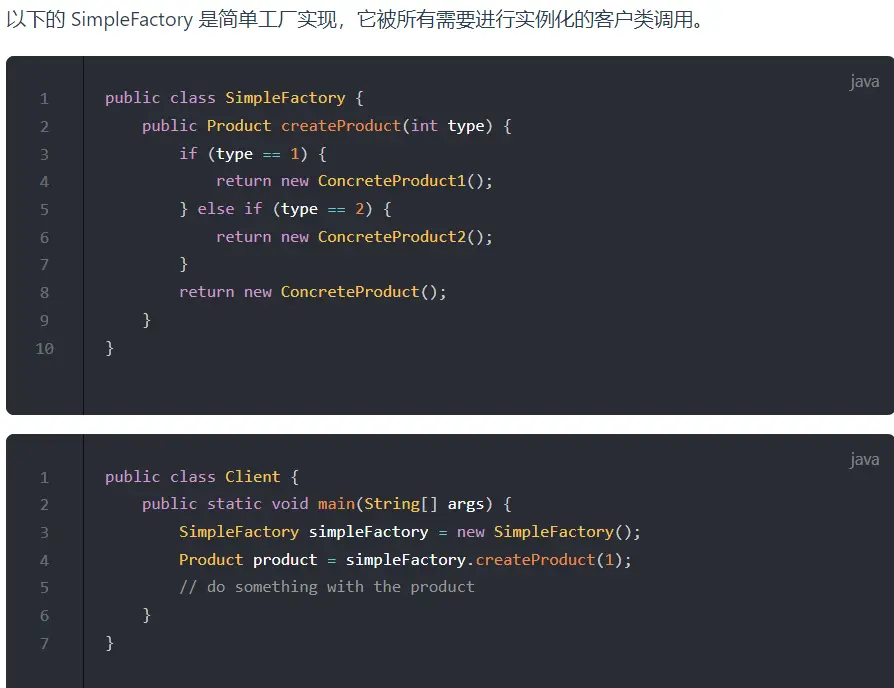 以下的 SimpleFactory 是简单工厂实现，它被所有需要进行实例化的客户类调用。
java
1 public class SimpleFactory {
2 public Product createProduct(int type) {
3 if (type == 1) {
4 return new ConcreteProduct1();
5 } else if (type == 2) {
6 return new ConcreteProduct2();
7 }
8 return new ConcreteProduct();
9 }
10 }
java
1 public class Client {
2 public static void main(String[] args) {
3 SimpleFactory simpleFactory = new SimpleFactory();
4 Product product = simpleFactory.createProduct(1);
5 // do something with the product
6 }
7 }